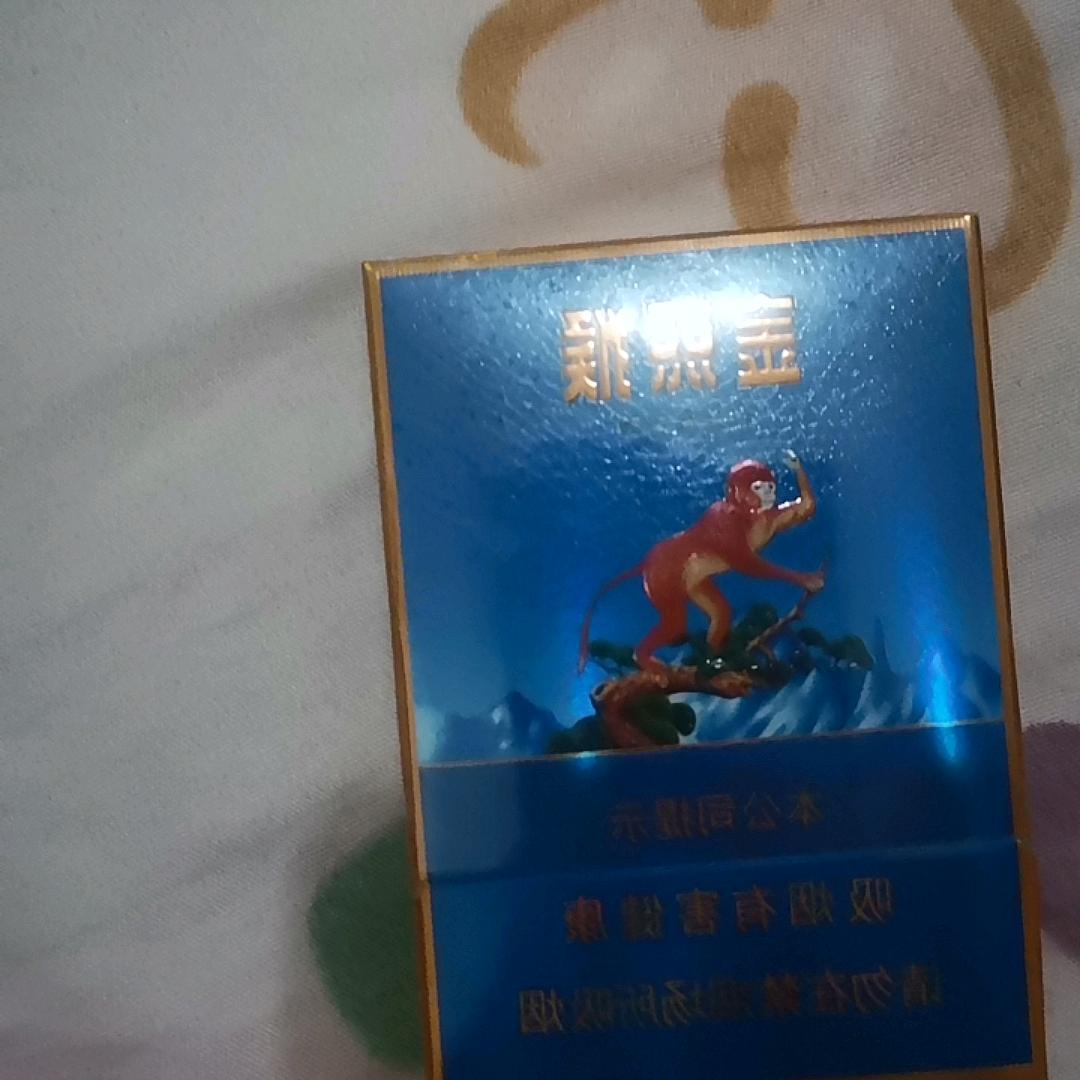 金絲猴
本公司提示
吸烟有害健康
请勿在禁烟场所吸烟